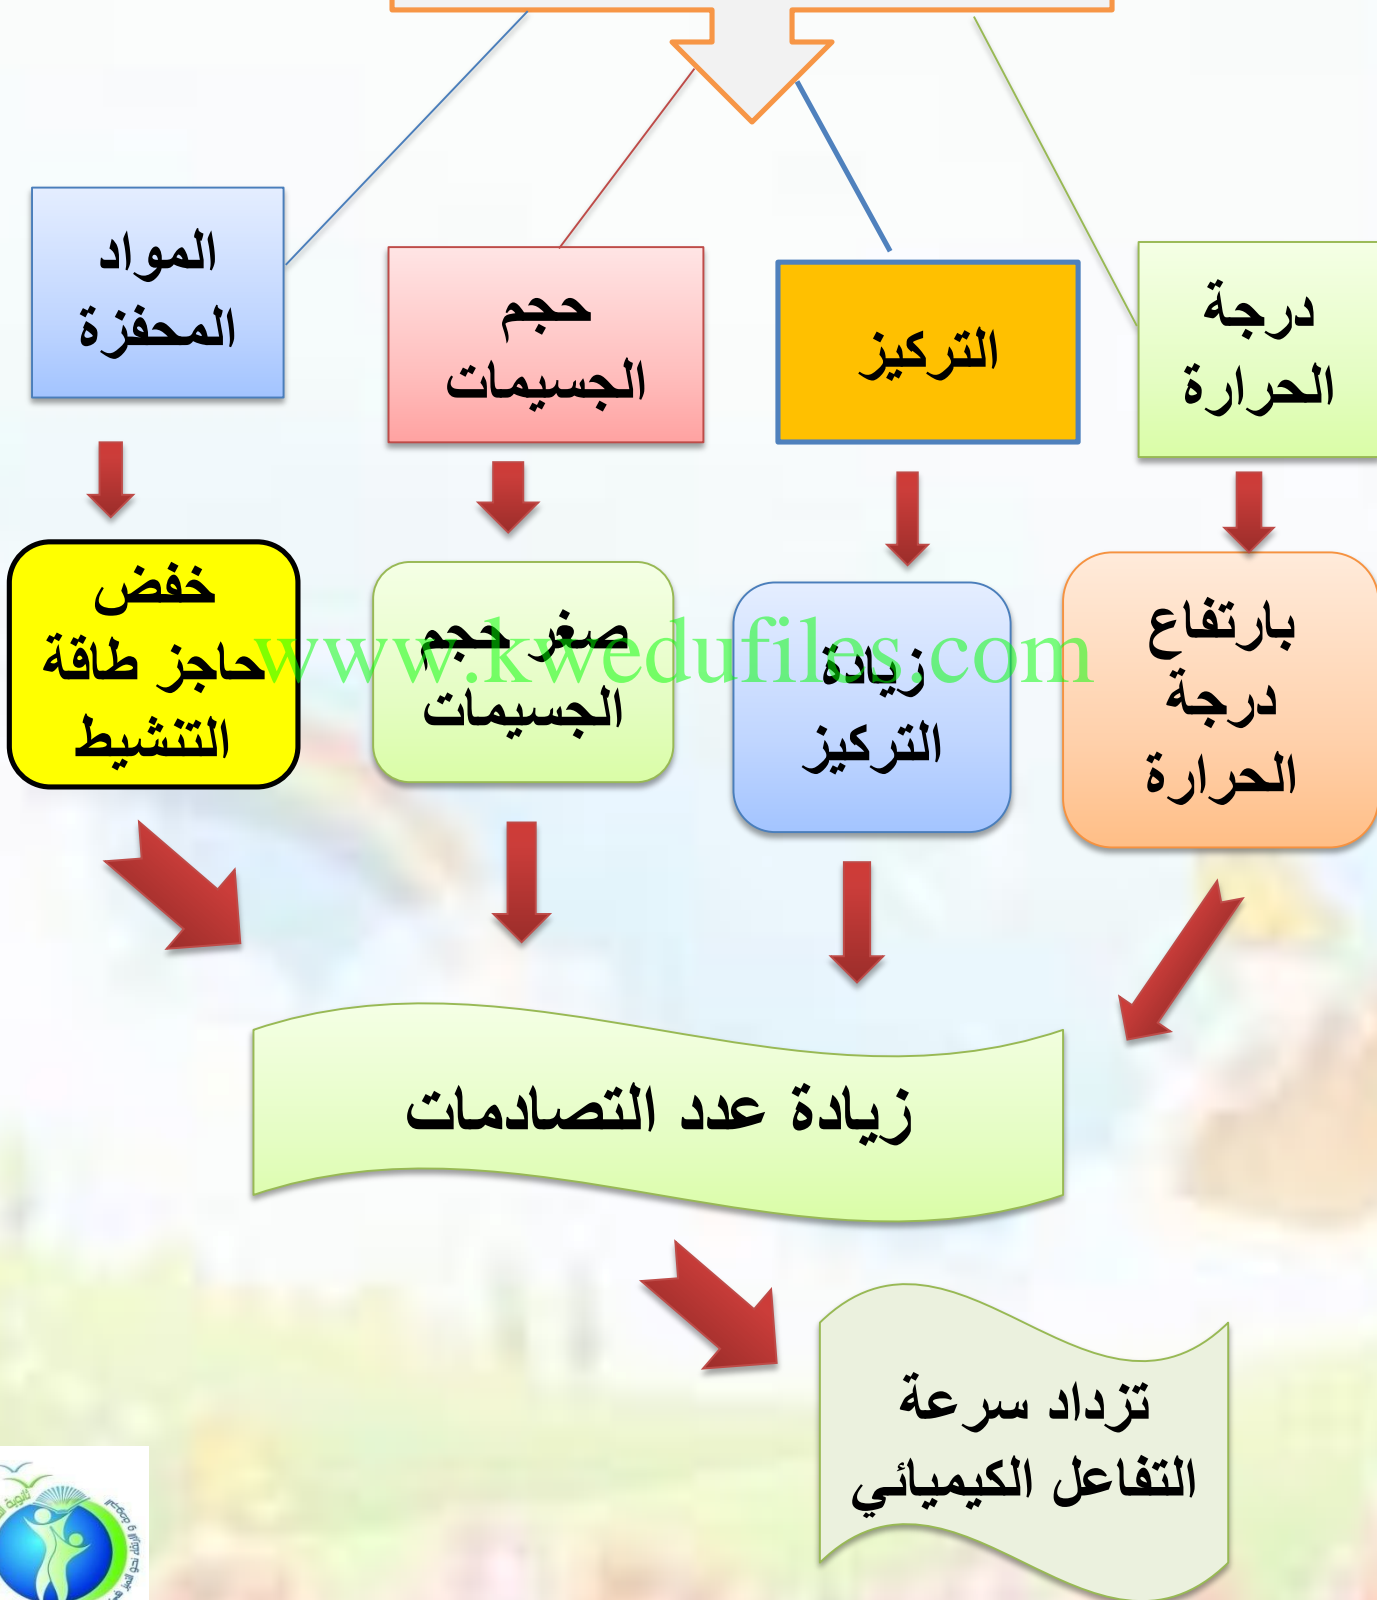 درجة
الحرارة
التركيز
حجم
الجسيمات
المواد
المحفزة
بارتفاع
درجة
الحرارة
زيادة
التركيز
صغر حجم
الجسيمات
خفض
حاجز طاقة
التنشيط
www.kwedufiles.com
زيادة عدد التصادمات
تزداد سرعة
التفاعل الكيميائي